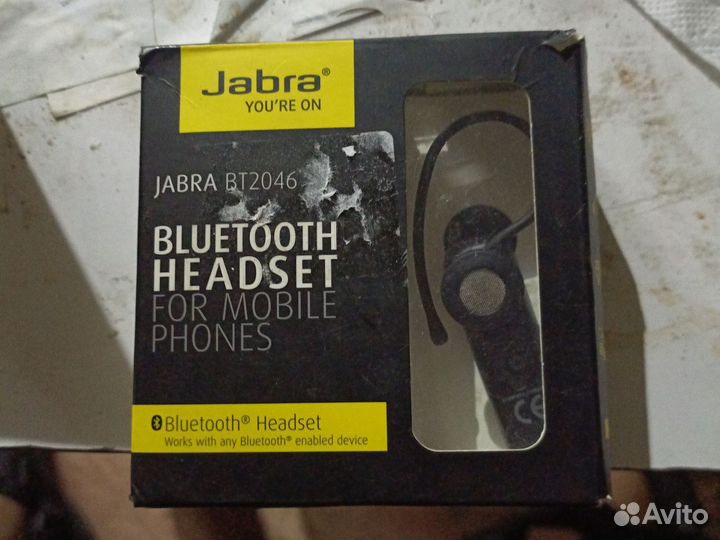 Jabra®
YOU'RE ON
JABRA BT2046
BLUETOOTH
HEADSET
FOR MOBILE
PHONES
Bluetooth® Headset
Works with any Bluetooth® enabled device
CE
Avito